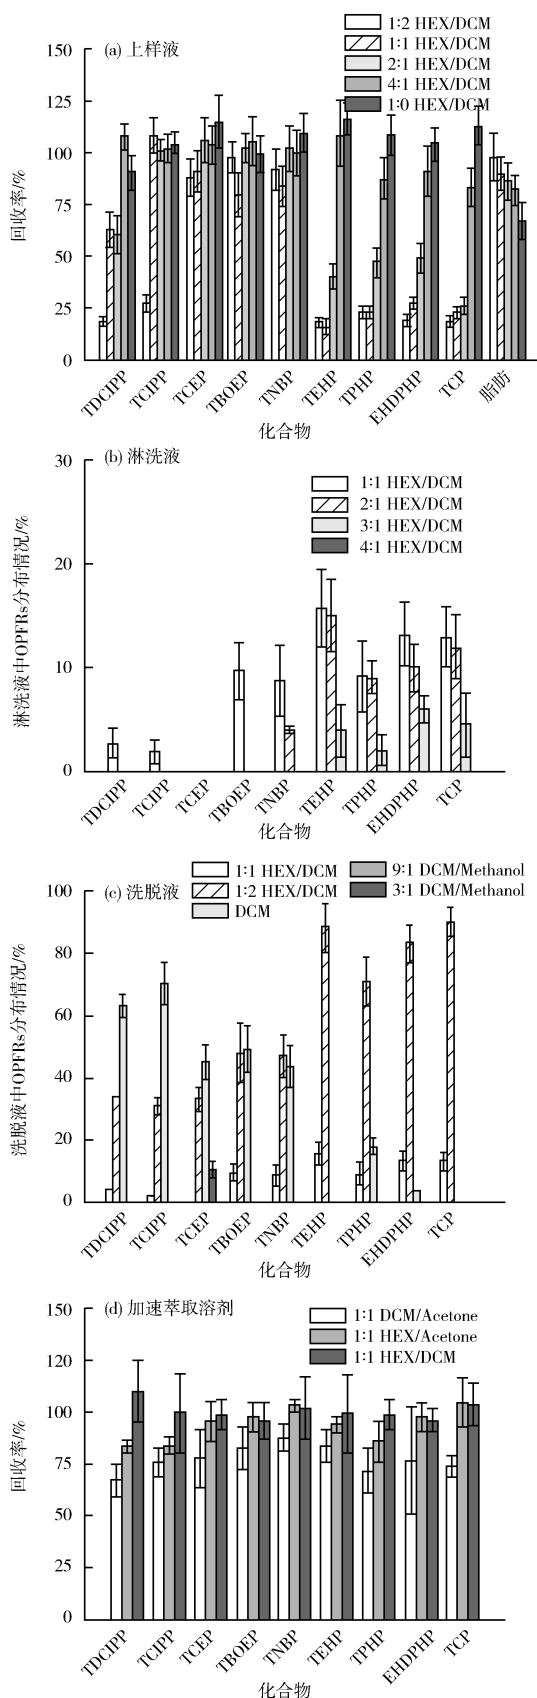 (a) 上样液
1∶2 HEX/DCM
1∶1 HEX/DCM
2∶1 HEX/DCM
4∶1 HEX/DCM
1∶0 HEX/DCM
回收率/%
150
125
100
75
50
25
0
TDCIPP
TCIPP
TCEP
TBOEP
TNBP
TEHP
TPHP
EHDPHP
TCP
脂肪
化合物
(b) 淋洗液
1∶1 HEX/DCM
2∶1 HEX/DCM
3∶1 HEX/DCM
4∶1 HEX/DCM
淋洗液中OPFRs分布情况/%
30
20
10
0
TDCIPP
TCIPP
TCEP
TBOEP
TNBP
TEHP
TPHP
EHDPHP
TCP
化合物
(c) 洗脱液
1∶1 HEX/DCM
1∶2 HEX/DCM
DCM
9∶1 DCM/Methanol
3∶1 DCM/Methanol
洗脱液中OPFRs分布情况/%
100
80
60
40
20
0
TDCIPP
TCIPP
TCEP
TBOEP
TNBP
TEHP
TPHP
EHDPHP
TCP
化合物
(d) 加速萃取溶剂
1∶1 DCM/Acetone
1∶1 HEX/Acetone
1∶1 HEX/DCM
回收率/%
150
120
100
75
50
25
0
TDCIPP
TCIPP
TCEP
TBOEP
TNBP
TEHP
TPHP
EHDPHP
TCP
化合物